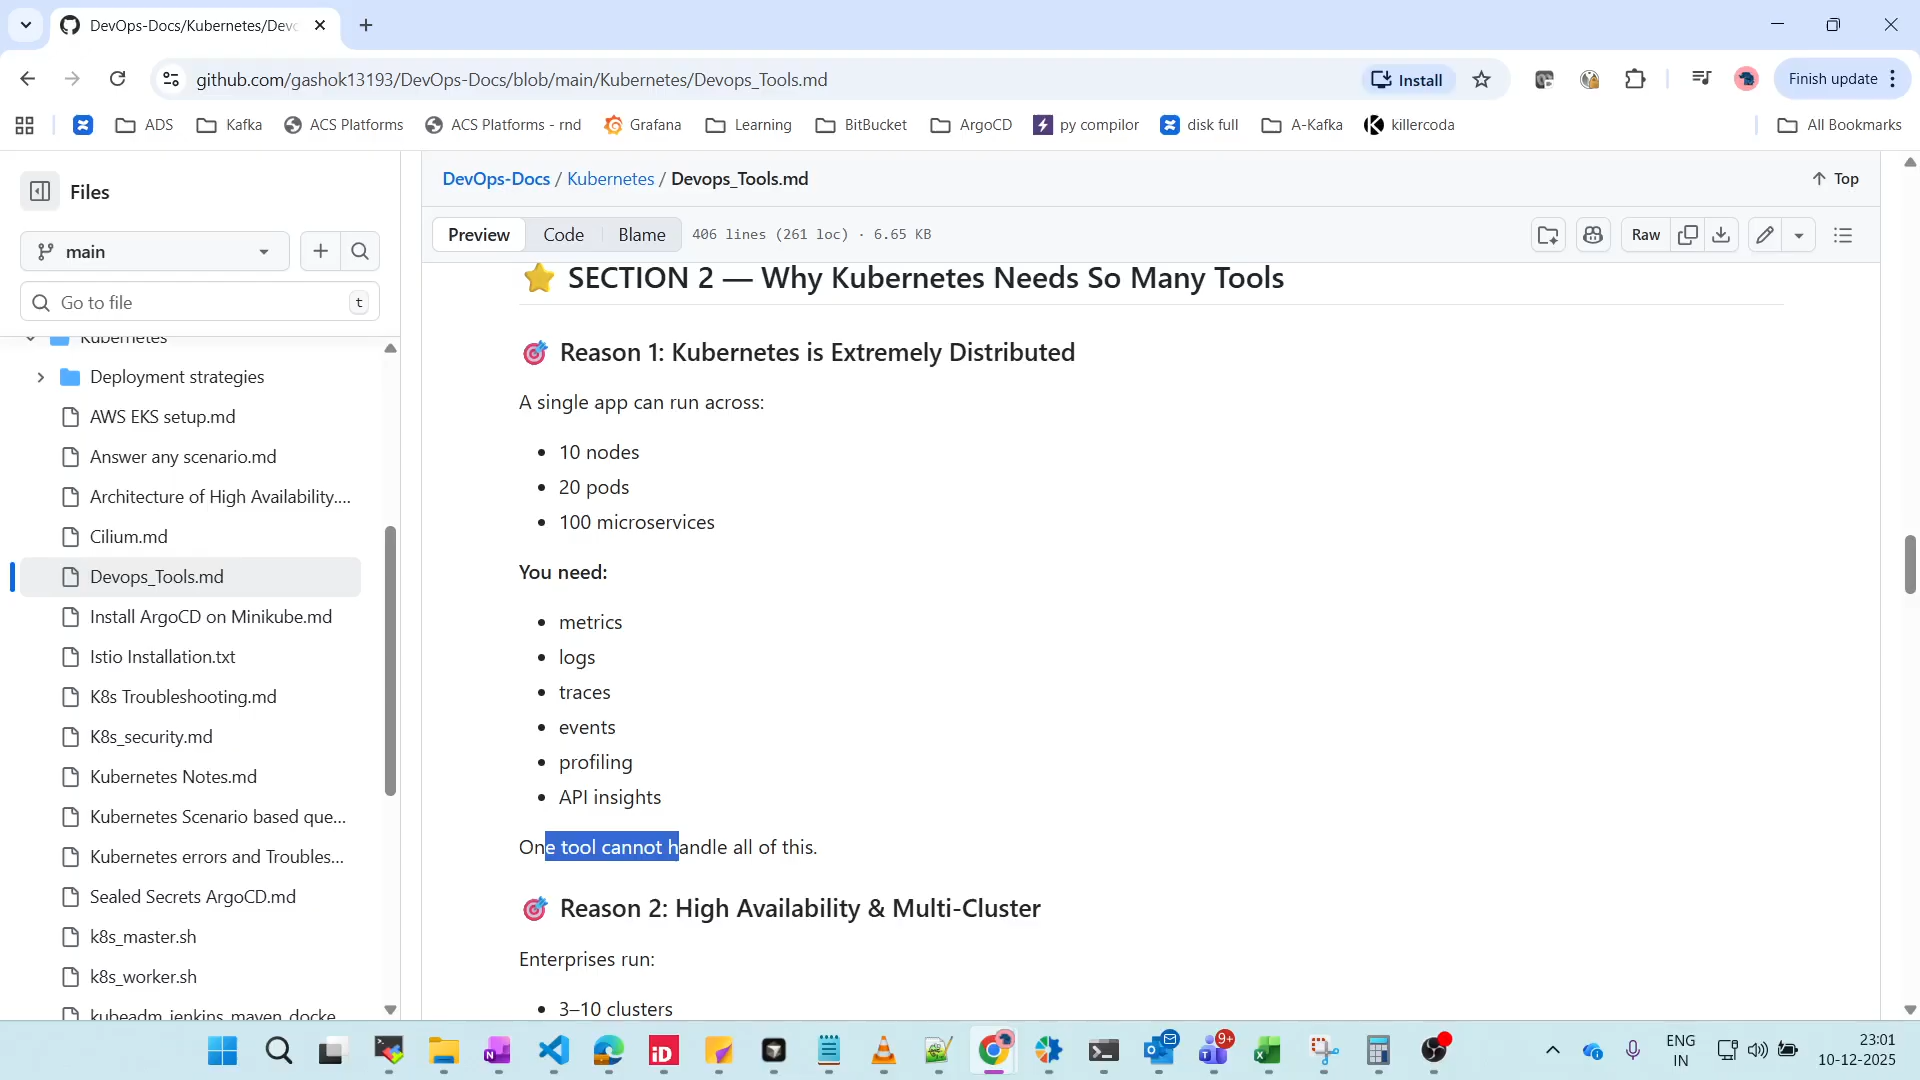 DevOps-Docs/Kubernetes/Devo
github.com/gashok13193/DevOps-Docs/blob/main/Kubernetes/Devops_Tools.md
Install
Finish update
ADS
Kafka
ACS Platforms
ACS Platforms - rnd
Grafana
Learning
BitBucket
ArgoCD
py compilor
disk full
A-Kafka
killercoda
All Bookmarks
Files
main
Go to file
t
Kubernetes
Deployment strategies
AWS EKS setup.md
Answer any scenario.md
Architecture of High Availability....
Cilium.md
Devops_Tools.md
Install ArgoCD on Minikube.md
Istio Installation.txt
K8s Troubleshooting.md
K8s_security.md
Kubernetes Notes.md
Kubernetes Scenario based que...
Kubernetes errors and Troubles...
Sealed Secrets ArgoCD.md
k8s_master.sh
k8s_worker.sh
kubeadm_jenkins_maven_docke...
DevOps-Docs / Kubernetes / Devops_Tools.md
Top
Preview
Code
Blame
406 lines (261 loc) · 6.65 KB
Raw
⭐ SECTION 2 — Why Kubernetes Needs So Many Tools
🎯 Reason 1: Kubernetes is Extremely Distributed
A single app can run across:
• 10 nodes
• 20 pods
• 100 microservices
You need:
• metrics
• logs
• traces
• events
• profiling
• API insights
One tool cannot handle all of this.
🎯 Reason 2: High Availability & Multi-Cluster
Enterprises run:
• 3–10 clusters
iD
9+
ENG
IN
23:01
10-12-2025